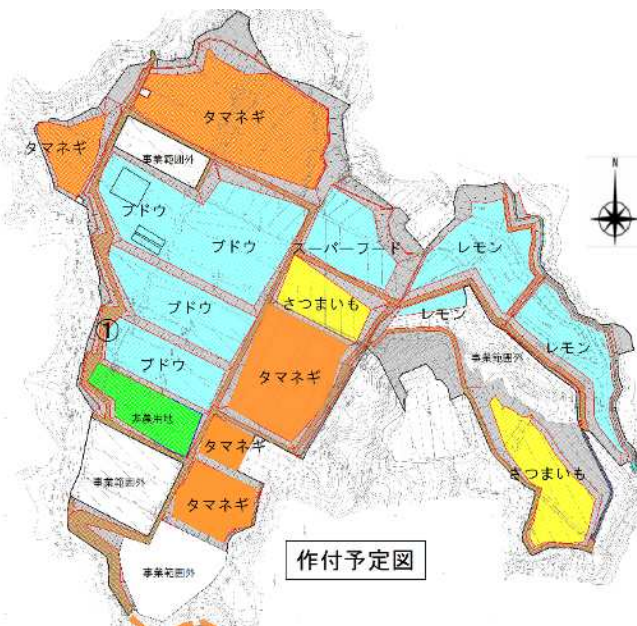 タマネギ
タマネギ
事業範囲外
N
ブドウ
ブドウ
スーパーフード
レモン
さつまいも
ブドウ
レモン
①
レモン
ブドウ
事業範囲外
タマネギ
非農用地
タマネギ
事業範囲外
さつまいも
タマネギ
作付予定図
事業範囲外